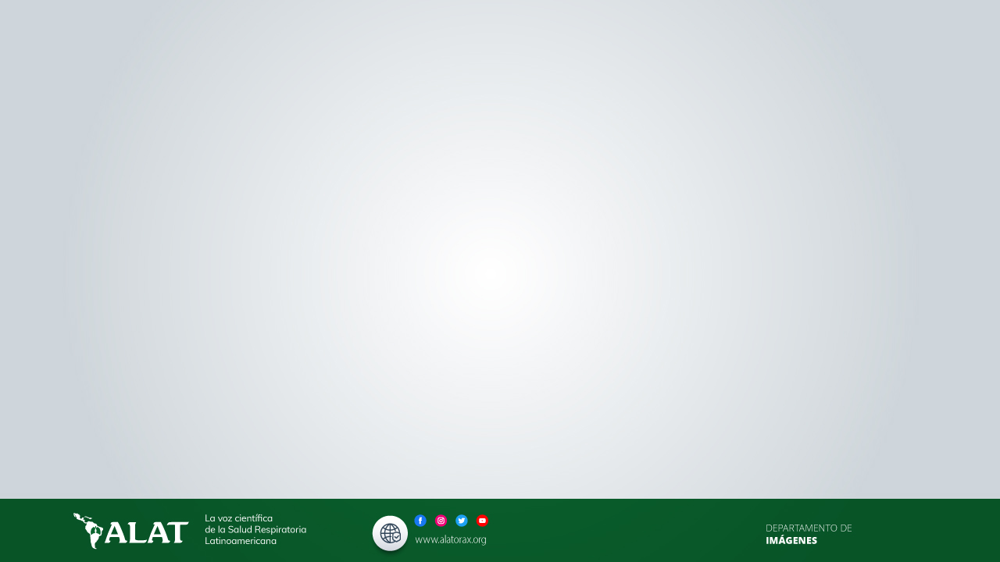 ALAT
La voz científica
de la Salud Respiratoria
Latinoamericana
www.alatorax.org
DEPARTAMENTO DE
IMÁGENES